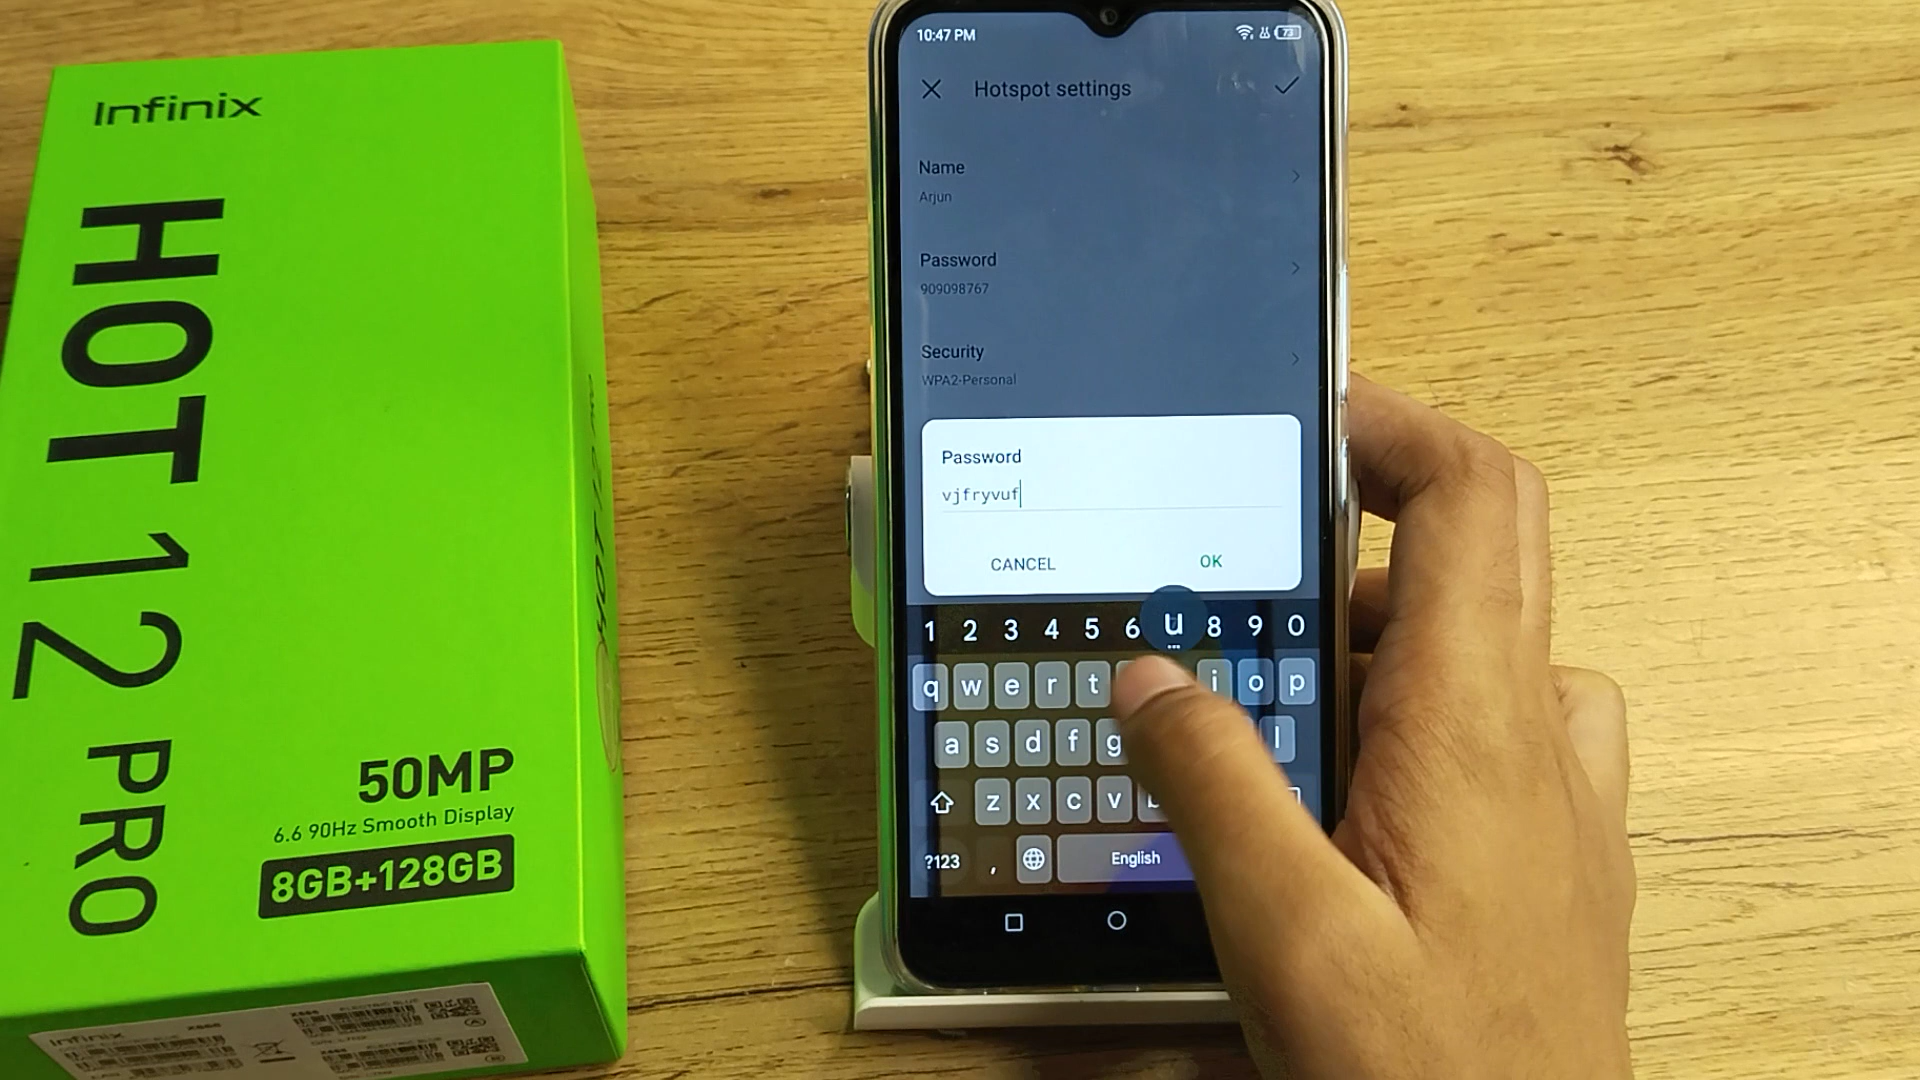 Infinix
HOT 12 PRO
50MP
6.6 90Hz Smooth Display
8GB+128GB
Infinix
10:47 PM
73
Hotspot settings
Name
Arjun
Password
909098767
Security
WPA2-Personal
Password
vjfryvuf
CANCEL
OK
1 2 3 4 5 6 u 8 9 0
q w e r t i o p
a s d f g l
z x c v b
?123 , English